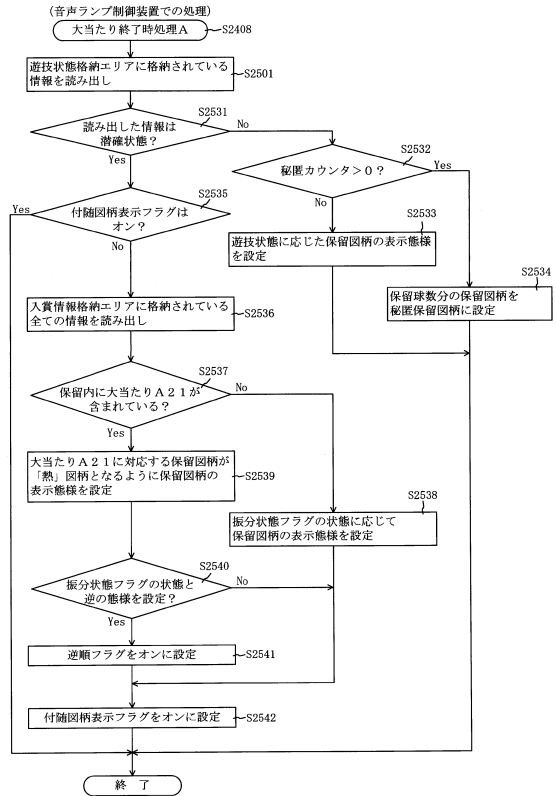 (音声ランプ制御装置での処理)
大当たり終了時処理A
S2408
遊技状態格納エリアに格納されている
情報を読み出し
S2501
読み出した情報は
潜確状態？
S2531
No
Yes
秘匿カウンタ＞0？
S2532
Yes
No
付随図柄表示フラグは
オン？
S2535
Yes
No
遊技状態に応じた保留図柄の表示態様
を設定
S2533
保留球数分の保留図柄を
秘匿保留図柄に設定
S2534
入賞情報格納エリアに格納されている
全ての情報を読み出し
S2536
保留内に大当たりA21が
含まれている？
S2537
No
Yes
大当たりA21に対応する保留図柄が
「熱」図柄となるように保留図柄の
表示態様を設定
S2539
振分状態フラグの状態に応じて
保留図柄の表示態様を設定
S2538
振分状態フラグの状態と
逆の態様を設定？
S2540
No
Yes
逆順フラグをオンに設定
S2541
付随図柄表示フラグをオンに設定
S2542
終了